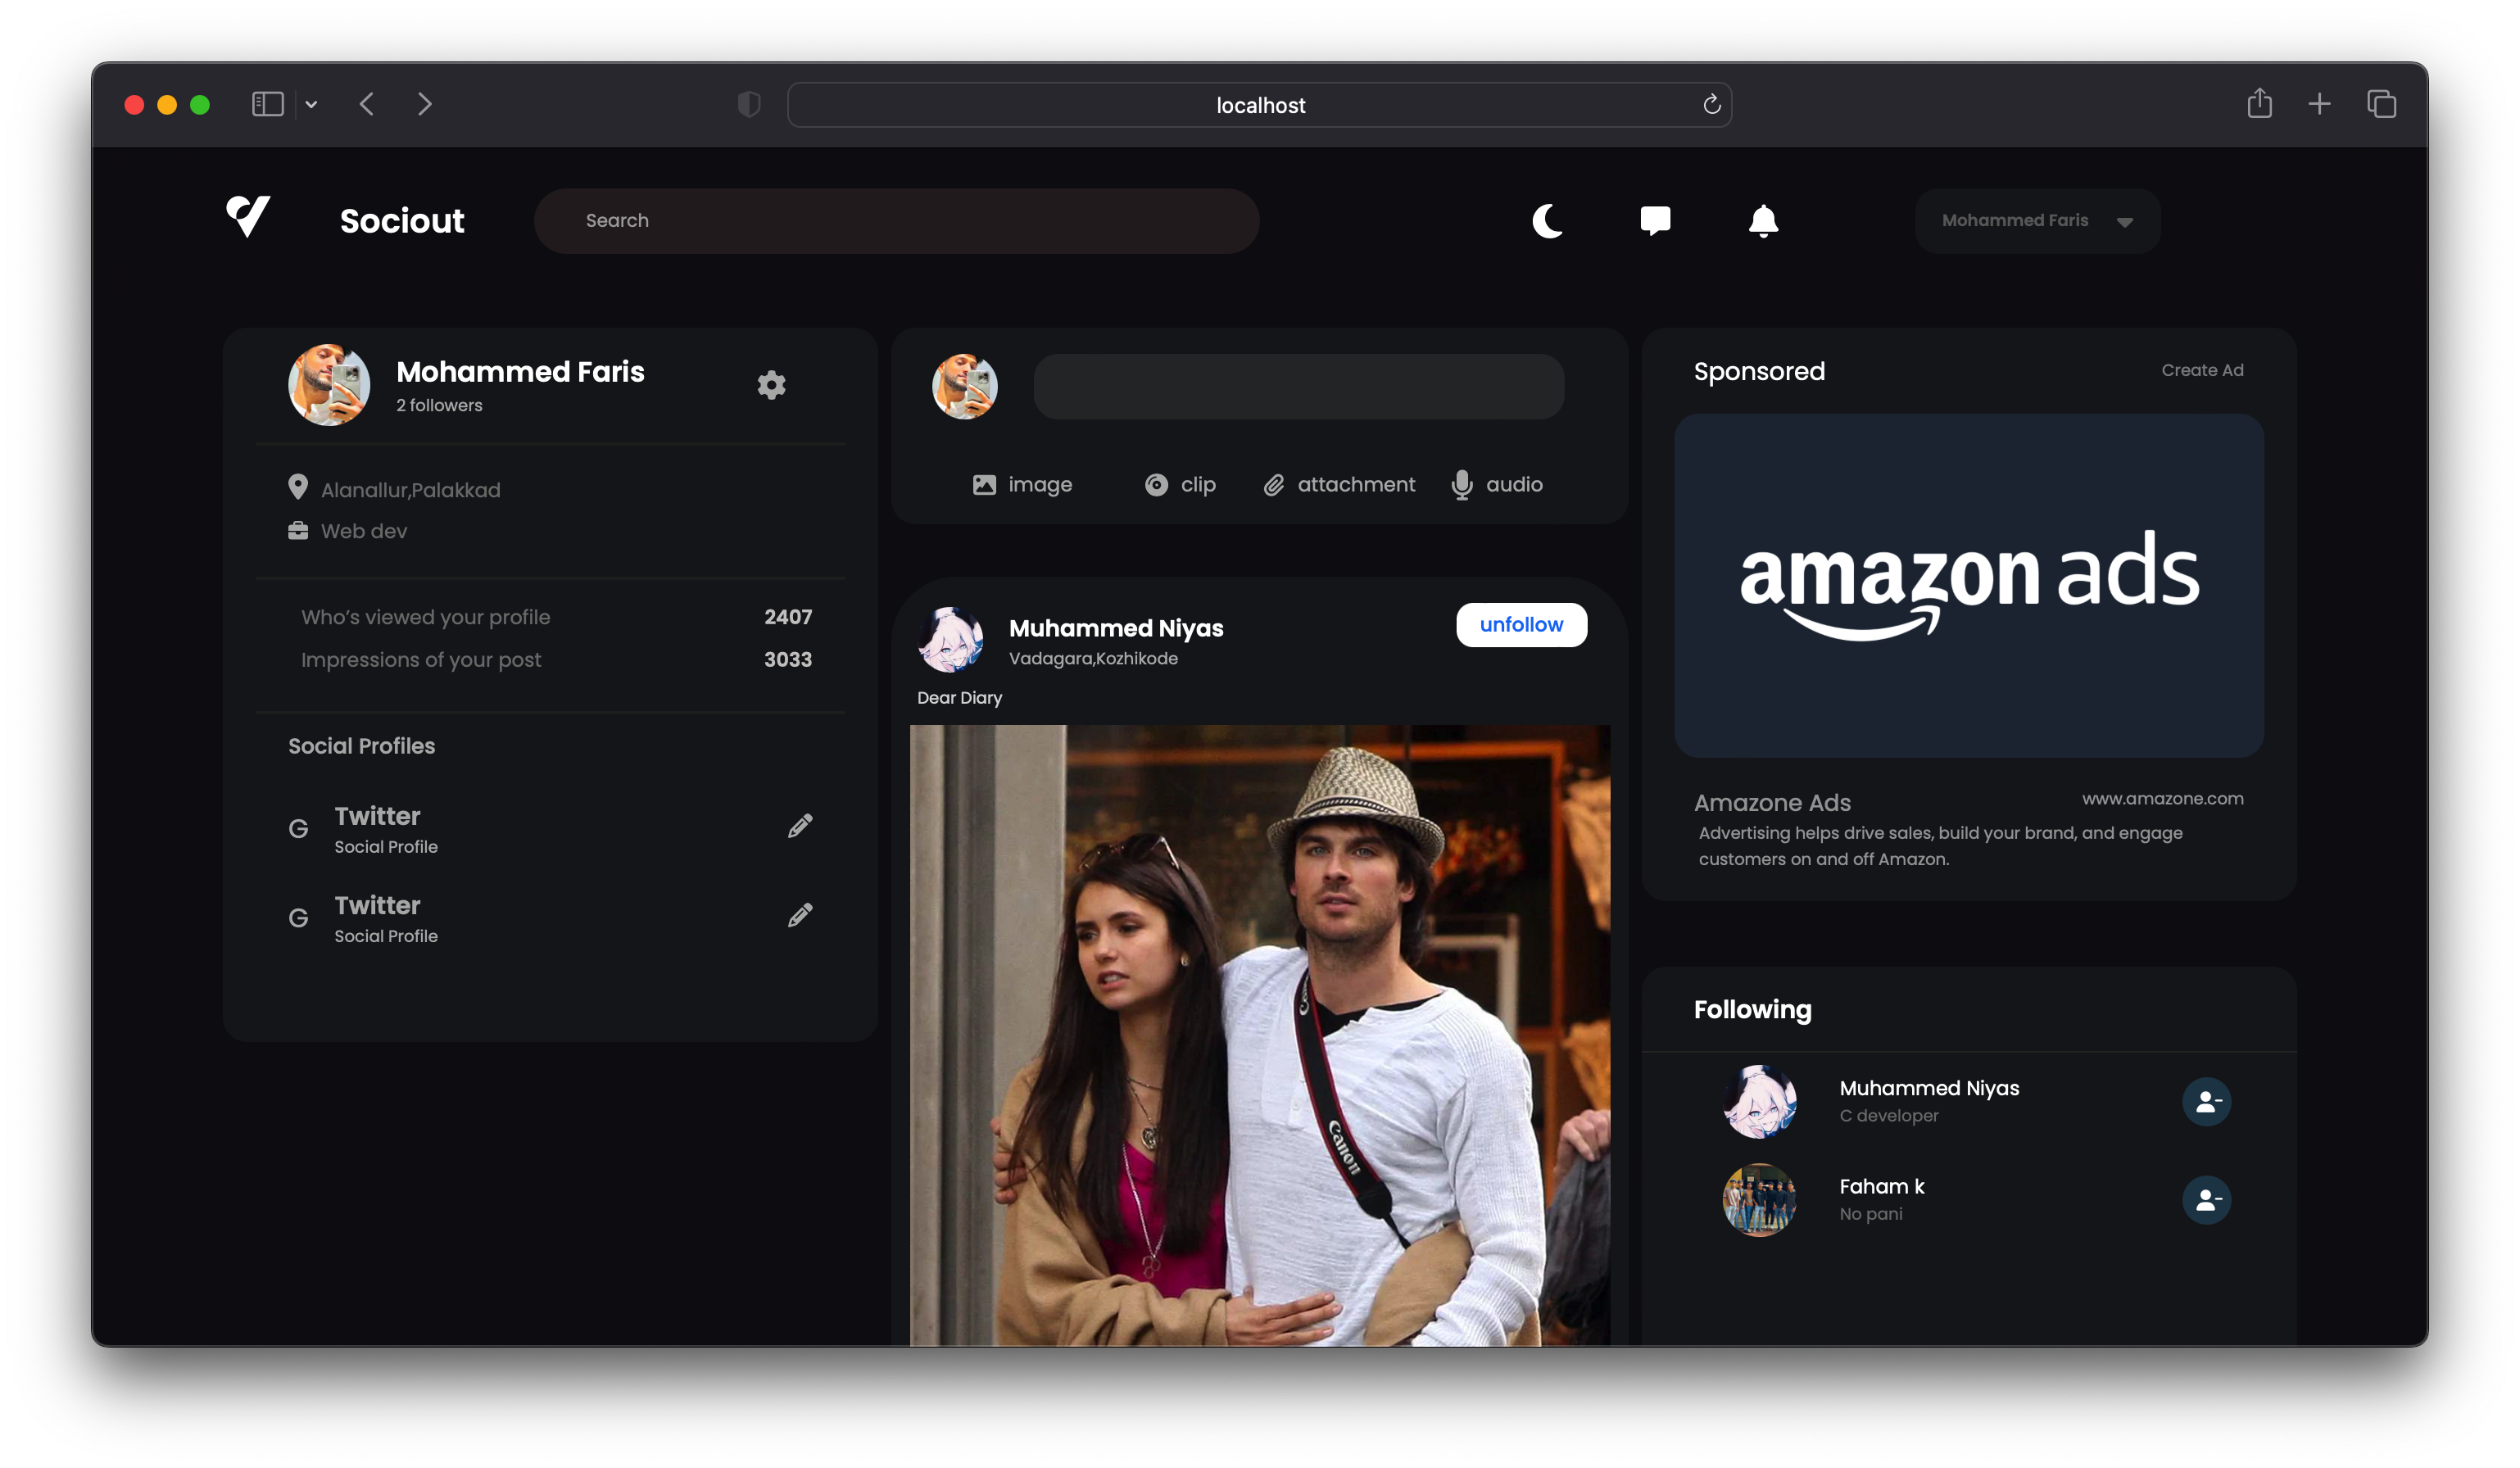 localhost
Sociout
Search
Mohammed Faris
Mohammed Faris
2 followers
Alanallur,Palakkad
Web dev
Who's viewed your profile 2407
Impressions of your post 3033
Social Profiles
G Twitter
Social Profile
G Twitter
Social Profile
image clip attachment audio
Muhammed Niyas
Vadagara,Kozhikode
unfollow
Dear Diary
Canon
Sponsored
Create Ad
amazon ads
Amazone Ads
www.amazone.com
Advertising helps drive sales, build your brand, and engage
customers on and off Amazon.
Following
Muhammed Niyas
C developer
Faham k
No pani